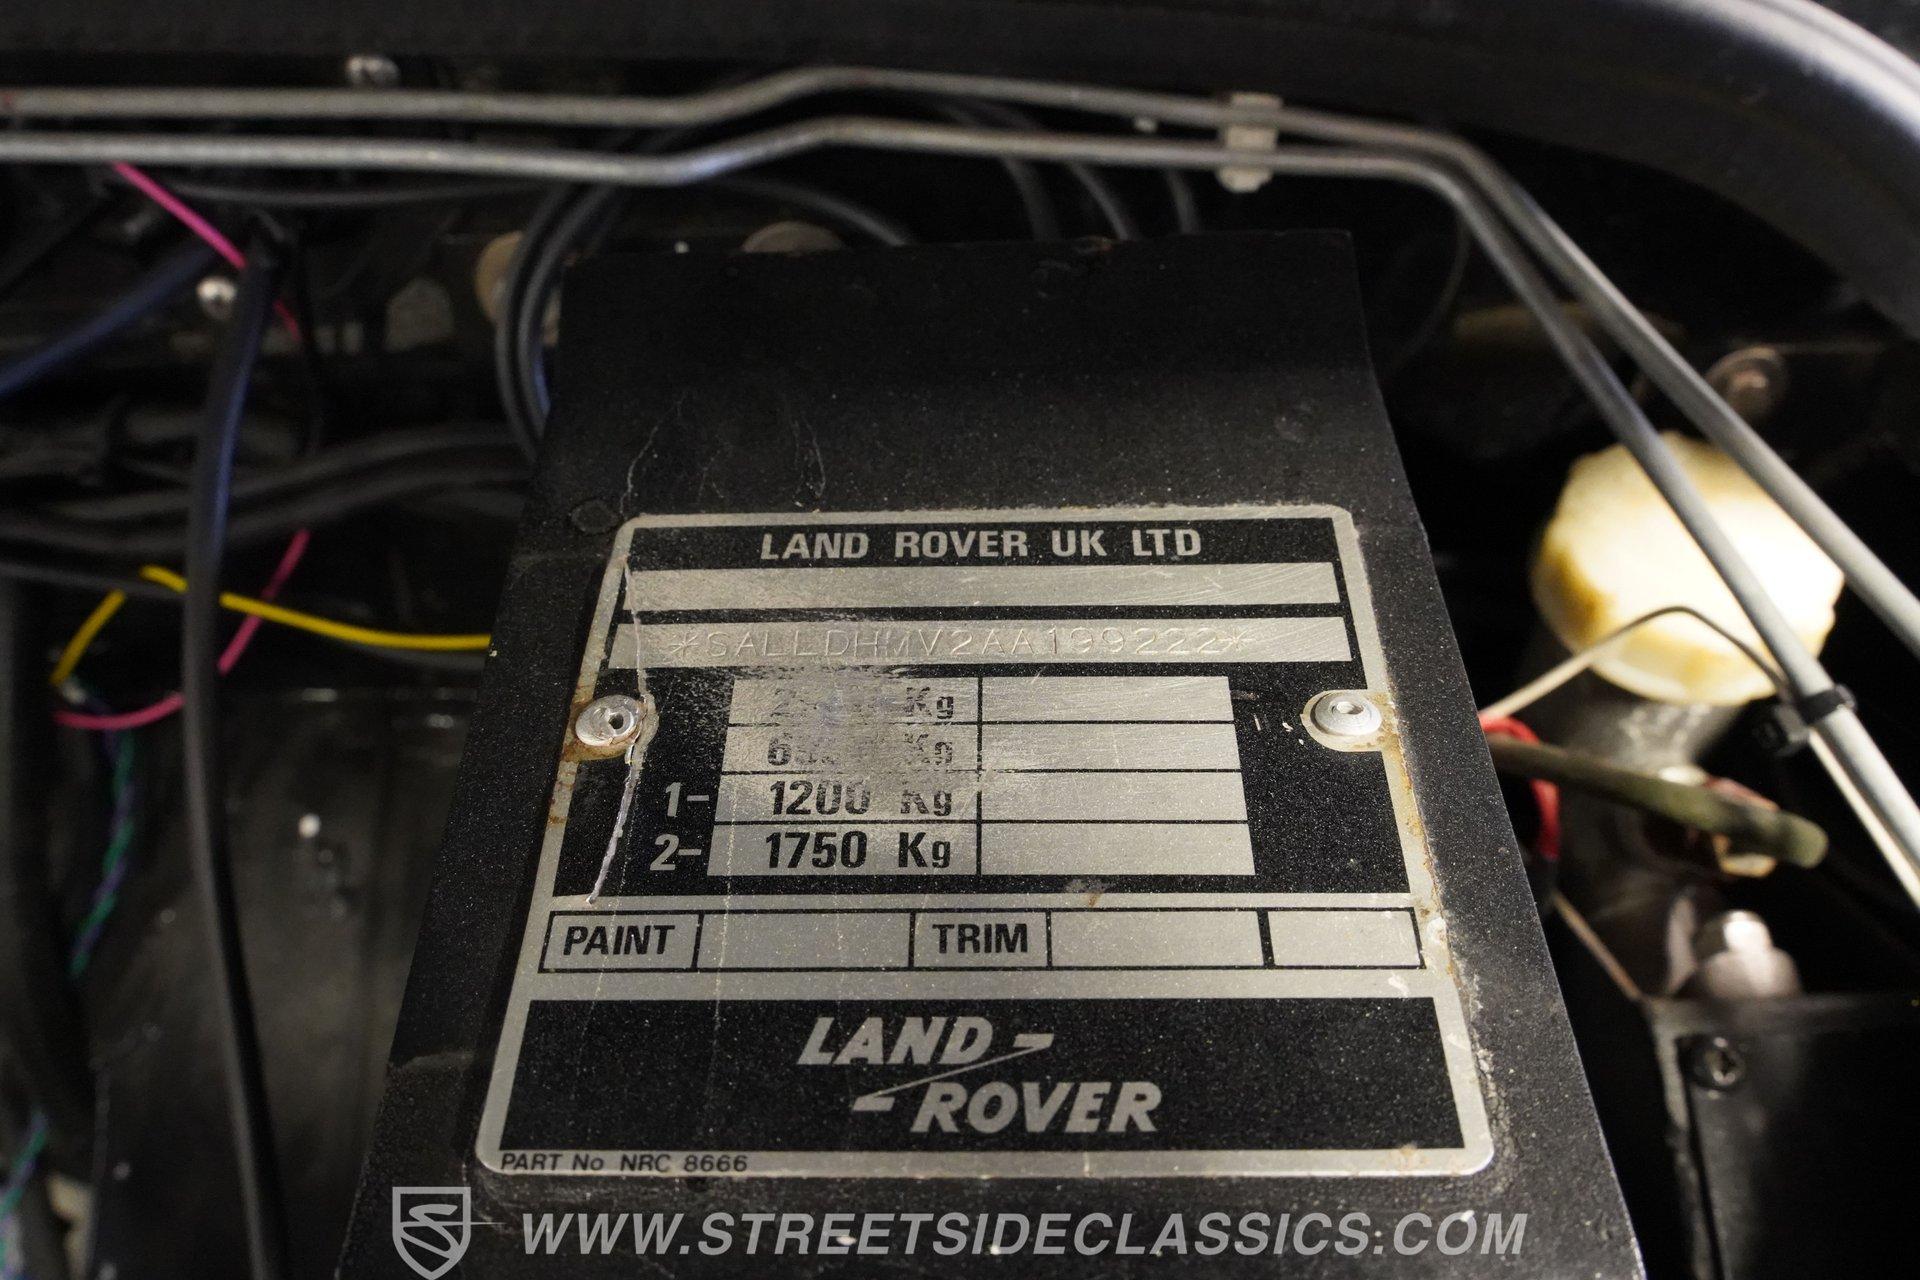 LAND ROVER UK LTD
*SALLDHMV2AA199222*
Kg
Kg
1- 1200 Kg
2- 1750 Kg
PAINT TRIM
LAND
ROVER
PART No NRC 8666
WWW.STREETSIDECLASSICS.COM